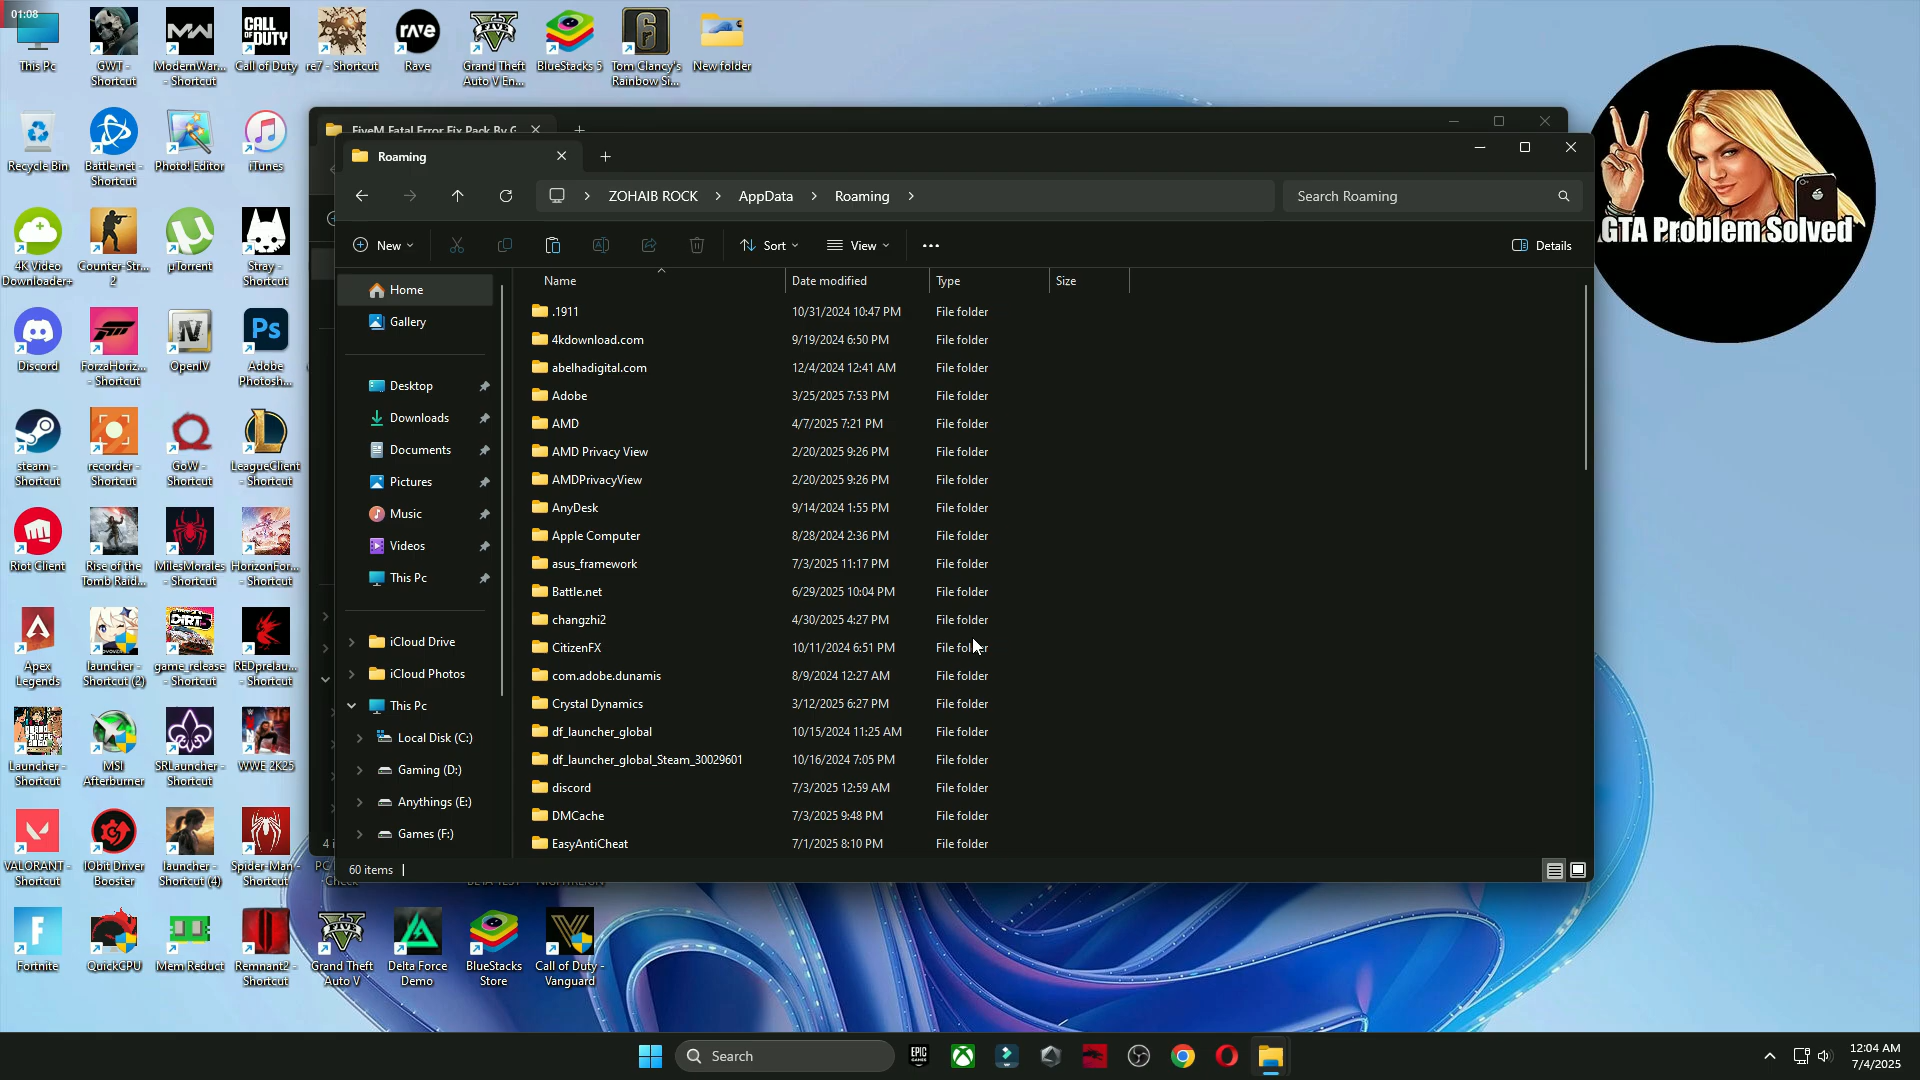 01:08
This Pc
GWT - Shortcut
ModernWar... - Shortcut
Call of Duty
re7 - Shortcut
Rave
Grand Theft Auto V En...
BlueStacks 5
Tom Clancy's Rainbow Si...
New folder
Recycle Bin
Battle.net - Shortcut
Photo! Editor
iTunes
4K Video Downloader+
Counter-Str... 2
µTorrent
Stray - Shortcut
Discord
ForzaHoriz... - Shortcut
OpenIV
Adobe Photosh...
steam - Shortcut
recorder - Shortcut
GoW - Shortcut
LeagueClient - Shortcut
Riot Client
Rise of the Tomb Raid...
MilesMorales - Shortcut
HorizonFor... - Shortcut
Apex Legends
launcher - Shortcut (2)
game_release - Shortcut
REDprelau... - Shortcut
Launcher - Shortcut
MSI Afterburner
SRLauncher - Shortcut
WWE 2K25
VALORANT - Shortcut
IObit Driver Booster
launcher - Shortcut (4)
Spider-Man - Shortcut
Fortnite
QuickCPU
Mem Reduct
Remnant2 - Shortcut
Grand Theft Auto V
Delta Force Demo
BlueStacks Store
Call of Duty - Vanguard
FiveM Fatal Error Fix Pack By G
Roaming
ZOHAIB ROCK > AppData > Roaming >
Search Roaming
New
Sort
View
Details
Home
Gallery
Desktop
Downloads
Documents
Pictures
Music
Videos
This Pc
iCloud Drive
iCloud Photos
This Pc
Local Disk (C:)
Gaming (D:)
Anythings (E:)
Games (F:)
Name Date modified Type Size
.1911 10/31/2024 10:47 PM File folder
4kdownload.com 9/19/2024 6:50 PM File folder
abelhadigital.com 12/4/2024 12:41 AM File folder
Adobe 3/25/2025 7:53 PM File folder
AMD 4/7/2025 7:21 PM File folder
AMD Privacy View 2/20/2025 9:26 PM File folder
AMDPrivacyView 2/20/2025 9:26 PM File folder
AnyDesk 9/14/2024 1:55 PM File folder
Apple Computer 8/28/2024 2:36 PM File folder
asus_framework 7/3/2025 11:17 PM File folder
Battle.net 6/29/2025 10:04 PM File folder
changzhi2 4/30/2025 4:27 PM File folder
CitizenFX 10/11/2024 6:51 PM File folder
com.adobe.dunamis 8/9/2024 12:27 AM File folder
Crystal Dynamics 3/12/2025 6:27 PM File folder
df_launcher_global 10/15/2024 11:25 AM File folder
df_launcher_global_Steam_30029601 10/16/2024 7:05 PM File folder
discord 7/3/2025 12:59 AM File folder
DMCache 7/3/2025 9:48 PM File folder
EasyAntiCheat 7/1/2025 8:10 PM File folder
60 items
GTA Problem Solved
Search
12:04 AM
7/4/2025